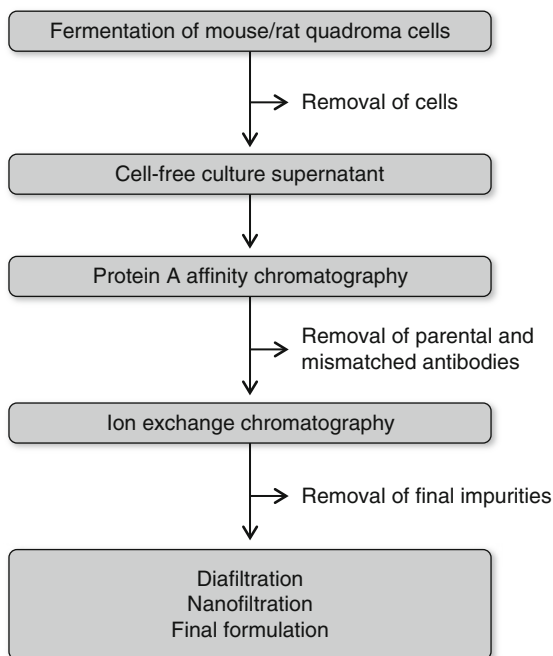 Fermentation of mouse/rat quadroma cells
Removal of cells
Cell-free culture supernatant
Protein A affinity chromatography
Removal of parental and
mismatched antibodies
Ion exchange chromatography
Removal of final impurities
Diafiltration
Nanofiltration
Final formulation